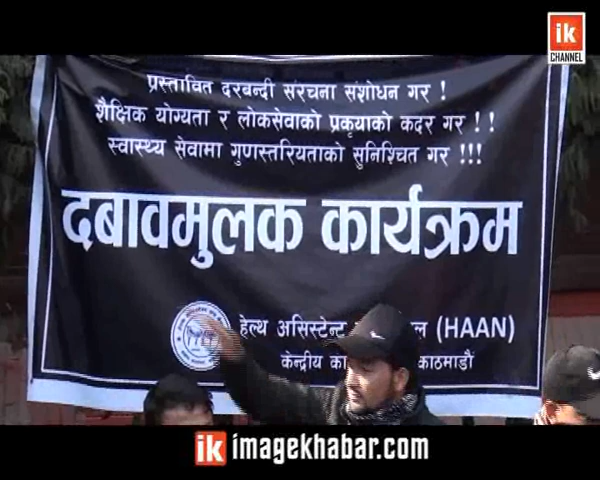 ik
CHANNEL
प्रस्तावित दरबन्दी संरचना संशोधन गर !
शैक्षिक योग्यता र लोकसेवाको प्रकृयाको कदर गर ! !
स्वास्थ्य सेवामा गुणस्तरियताको सुनिश्चित गर !!!
दबावमुलक कार्यक्रम
हेल्थ असिस्टेन्ट (HAAN)
केन्द्रीय काठमाडौं
ik imagekhabar.com